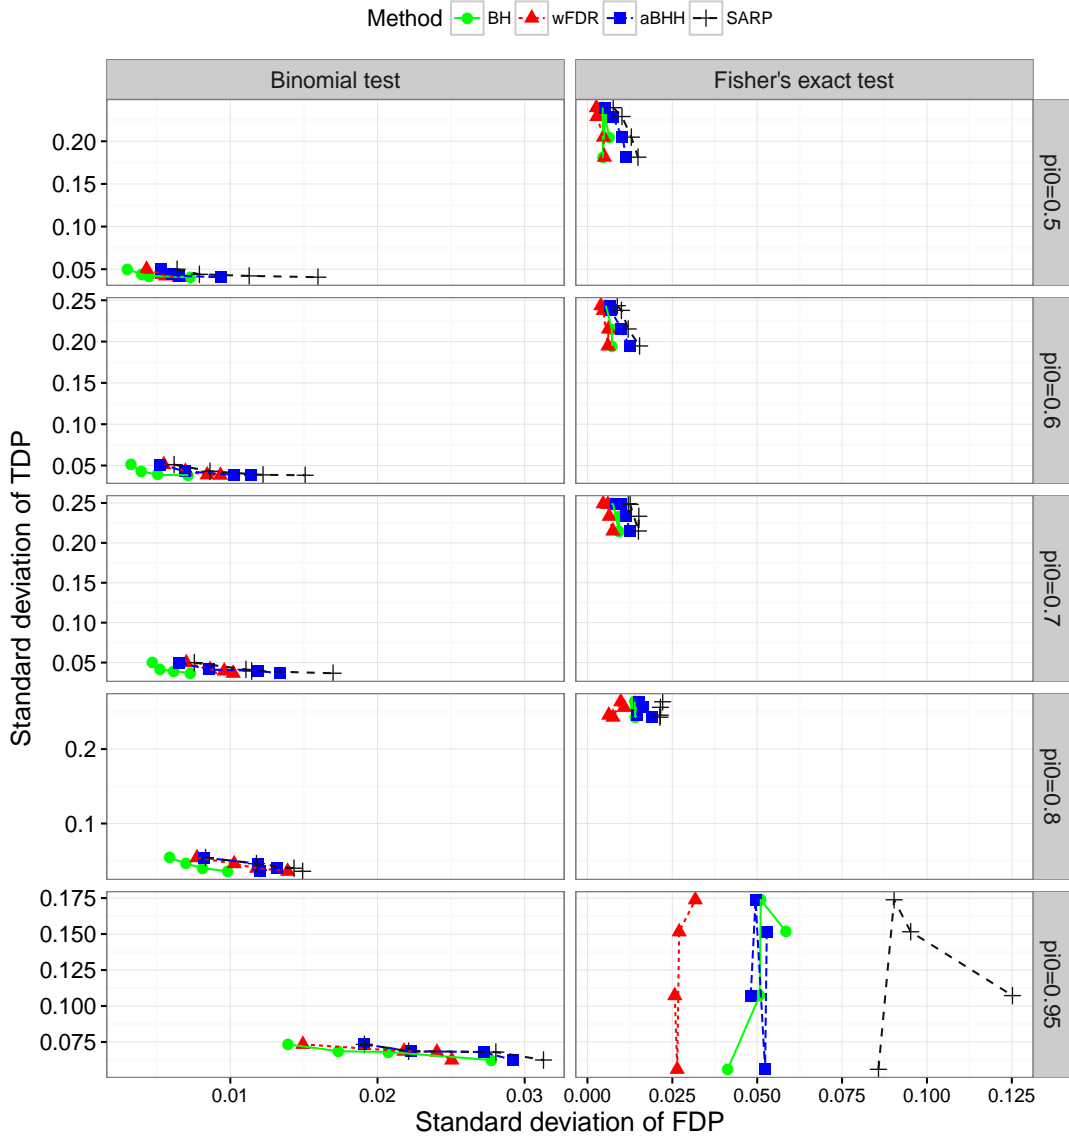 Method BH wFDR aBHH SARP
Binomial test Fisher's exact test
0.20
0.15
0.10
0.05
pi0=0.5
0.25
0.20
0.15
0.10
0.05
pi0=0.6
0.25
0.20
0.15
0.10
0.05
pi0=0.7
0.2
0.1
pi0=0.8
0.175
0.150
0.125
0.100
0.075
pi0=0.95
Standard deviation of TDP
0.01 0.02 0.03 0.000 0.025 0.050 0.075 0.100 0.125
Standard deviation of FDP